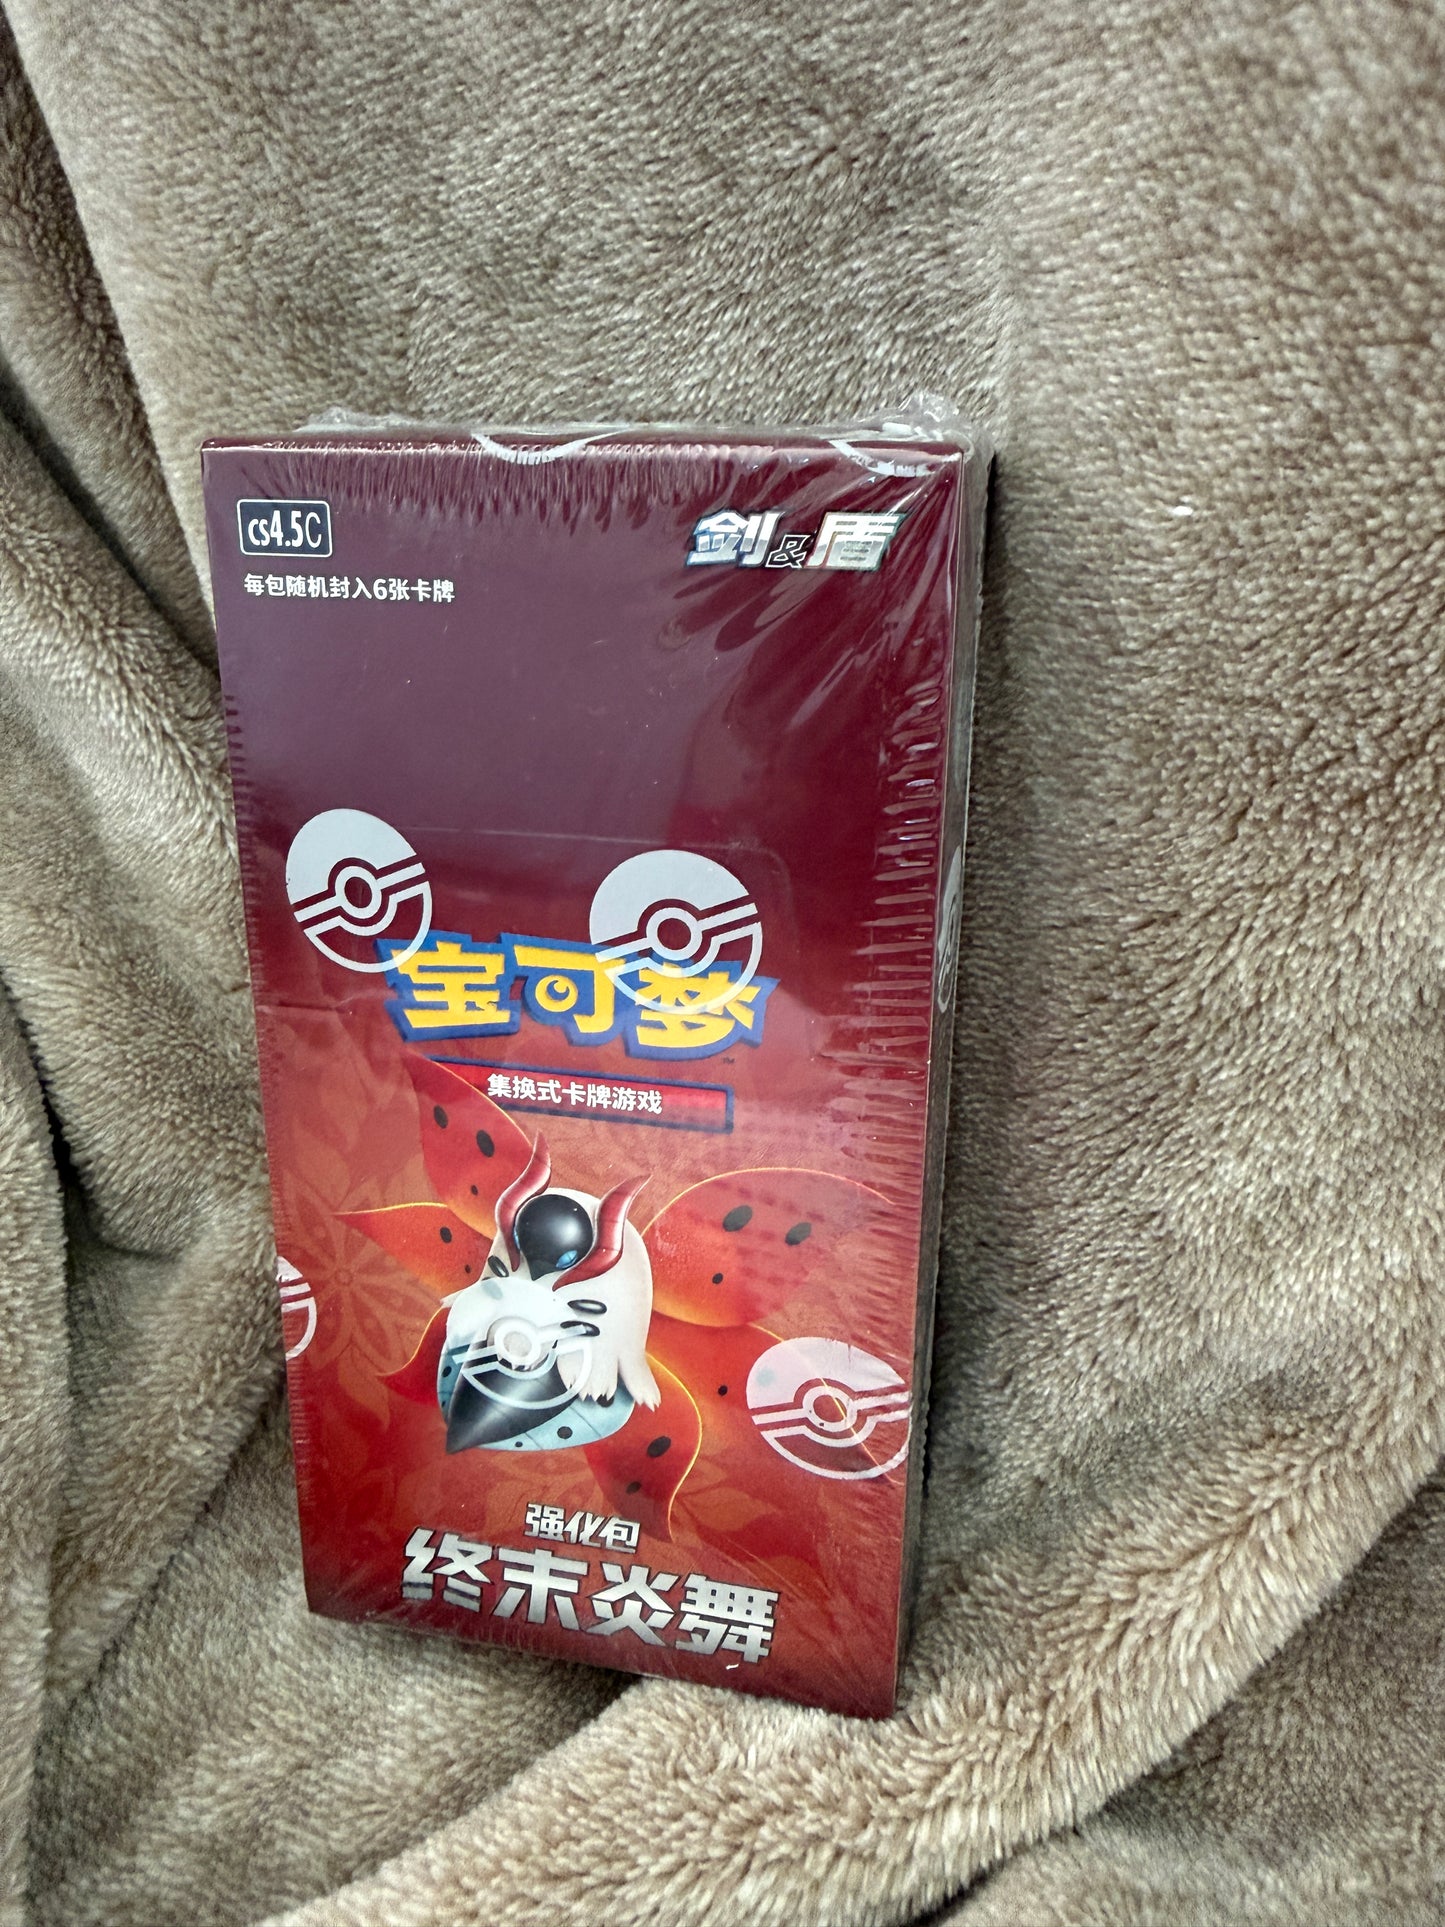 cs4.5C
剑&盾
每包随机封入6张卡牌
宝可梦
TM
集换式卡牌游戏
强化包
终末炎舞